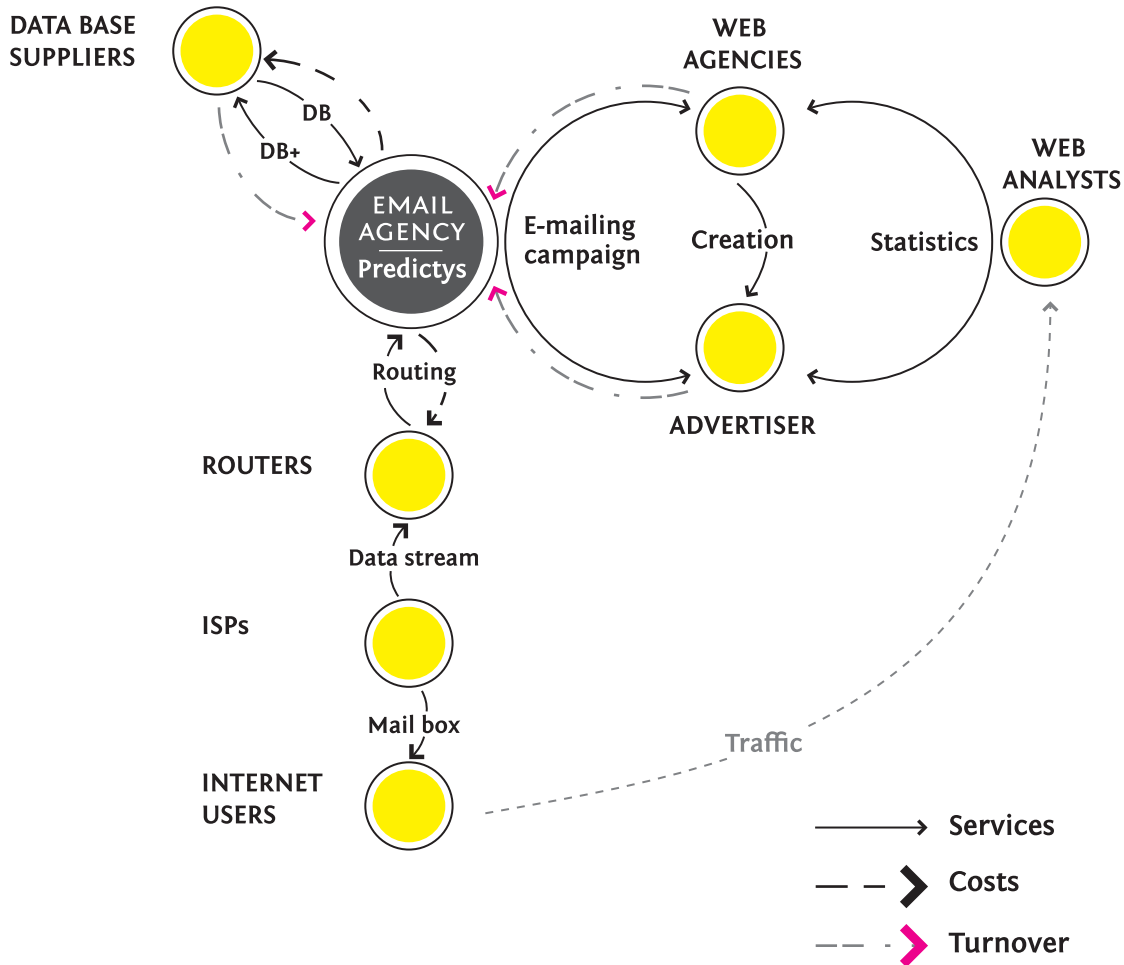 DATA BASE
SUPPLIERS
DB
DB+
WEB
AGENCIES
WEB
ANALYSTS
EMAIL
AGENCY
Predictys
E-mailing
campaign
Creation
Statistics
Routing
ADVERTISER
ROUTERS
Data stream
ISPs
Mail box
Traffic
INTERNET
USERS
Services
Costs
Turnover